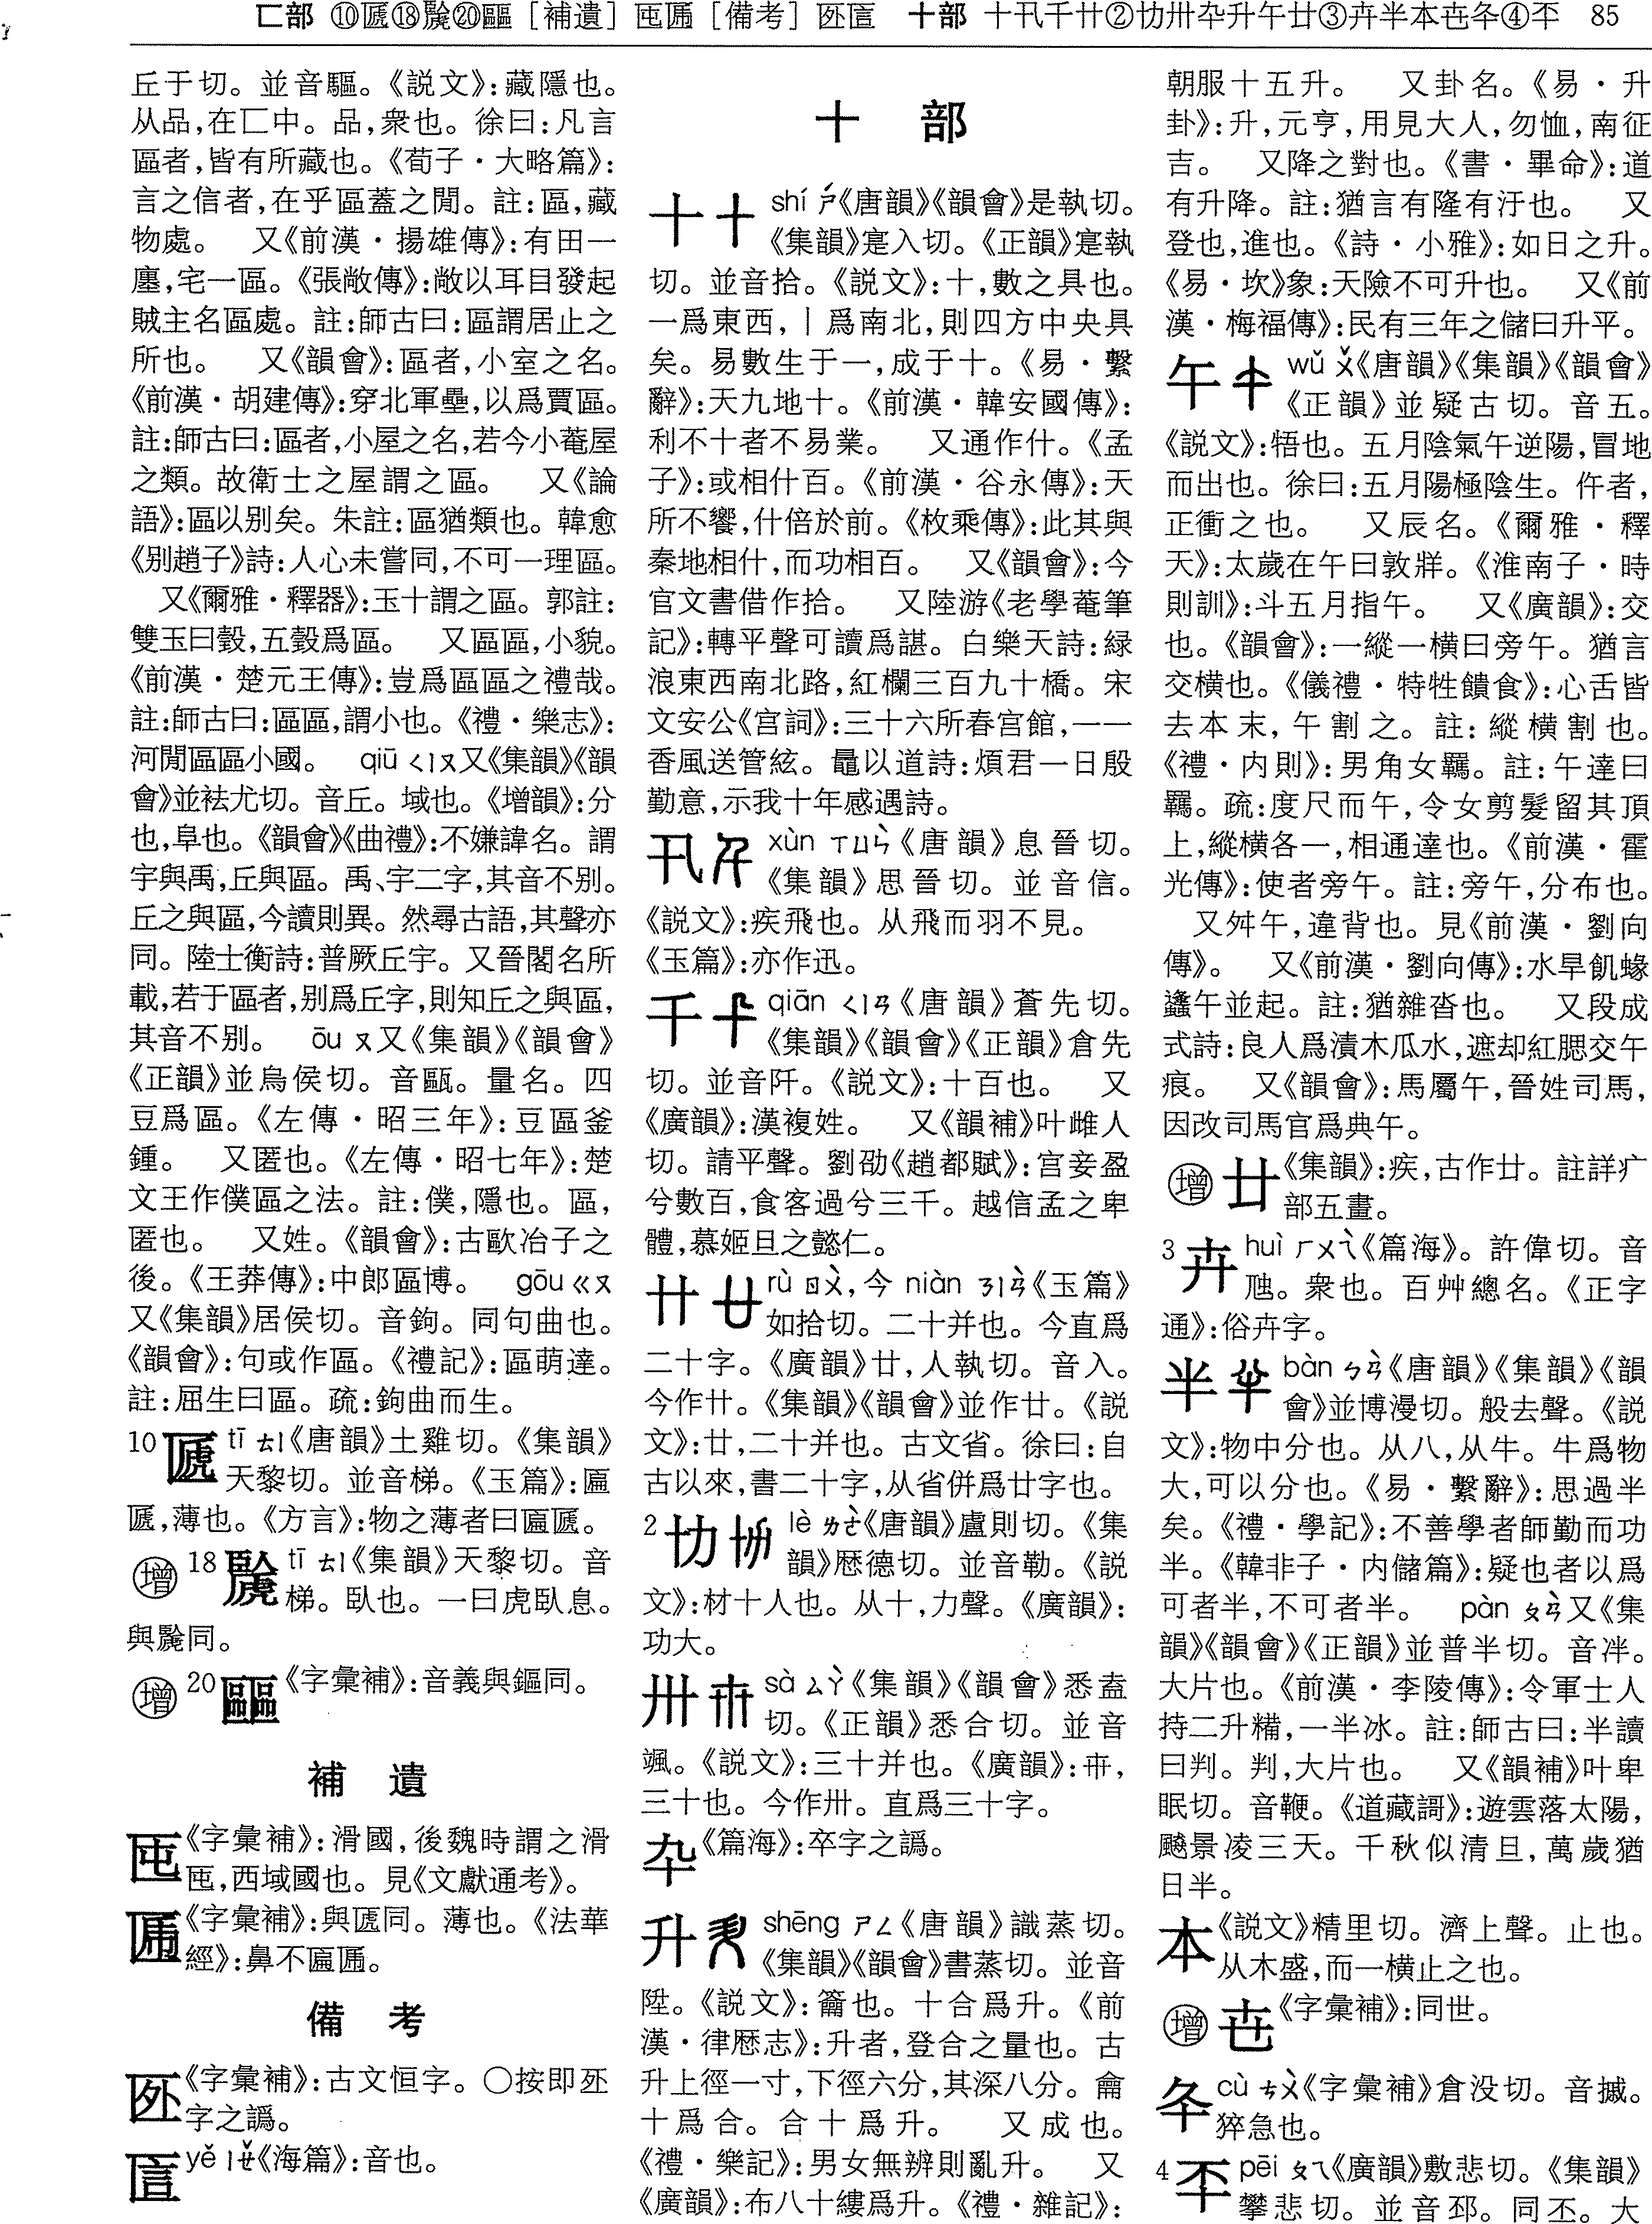 匸部 ⑩⑱⑳［補遺］［備考］ 十部 十卂千卄②卅升午廿③卉半本④ 85
丘于切。並音驅。《説文》：藏隱也。
从品，在匸中。品，衆也。徐曰：凡言
區者，皆有所藏也。《荀子・大略篇》：
言之信者，在乎區蓋之閒。註：區，藏
物處。　又《前漢・揚雄傳》：有田一
廛，宅一區。《張敞傳》：敞以耳目發起
賊主名區處。註：師古曰：區謂居止之
所也。　又《韻會》：區者，小室之名。
《前漢・胡建傳》：穿北軍壘，以爲賈區。
註：師古曰：區者，小屋之名，若今小菴屋
之類。故衛士之屋謂之區。　又《論
語》：區以别矣。朱註：區猶類也。韓愈
《别趙子》詩：人心未嘗同，不可一理區。
　又《爾雅・釋器》：玉十謂之區。郭註：
雙玉曰瑴，五瑴爲區。　又區區，小貌。
《前漢・楚元王傳》：豈爲區區之禮哉。
註：師古曰：區區，謂小也。《禮・樂志》：
河閒區區小國。　qiū ㄑㄧㄡ又《集韻》《韻
會》並袪尤切。音丘。域也。《增韻》：分
也，阜也。《韻會》《曲禮》：不嫌諱名。謂
宇與禹，丘與區。禹、宇二字，其音不别。
丘之與區，今讀則異。然尋古語，其聲亦
同。陸士衡詩：普厥丘宇。又晉閣名所
載，若于區者，别爲丘字，則知丘之與區，
其音不别。　ōu ㄡ又《集韻》《韻會》
《正韻》並烏侯切。音甌。量名。四
豆爲區。《左傳・昭三年》：豆區釜
鍾。　又匿也。《左傳・昭七年》：楚
文王作僕區之法。註：僕，隱也。區，
匿也。　又姓。《韻會》：古歐冶子之
後。《王莽傳》：中郎區博。　gōu ㄍㄡ
又《集韻》居侯切。音鉤。同句曲也。
《韻會》：句或作區。《禮記》：區萌達。
註：屈生曰區。疏：鉤曲而生。
10 匾 tī ㄊㄧ《唐韻》土雞切。《集韻》
天黎切。並音梯。《玉篇》：匾
，薄也。《方言》：物之薄者曰匾。
增 18 tī ㄊㄧ《集韻》天黎切。音
梯。臥也。一曰虎臥息。
與同。
增 20 《字彙補》：音義與鏂同。
補　遺
《字彙補》：滑國，後魏時謂之滑
，西域國也。見《文獻通考》。
《字彙補》：與同。薄也。《法華
經》：鼻不匾。
備　考
《字彙補》：古文恒字。〇按即
字之譌。
yě ㄧㄝˇ《海篇》：音也。
十　部
十 shí ㄕˊ《唐韻》《韻會》是執切。
《集韻》寔入切。《正韻》寔執
切。並音拾。《説文》：十，數之具也。
一爲東西，丨爲南北，則四方中央具
矣。易數生于一，成于十。《易・繫
辭》：天九地十。《前漢・韓安國傳》：
利不十者不易業。　又通作什。《孟
子》：或相什百。《前漢・谷永傳》：天
所不饗，什倍於前。《枚乘傳》：此其與
秦地相什，而功相百。　又《韻會》：今
官文書借作拾。　又陸游《老學菴筆
記》：轉平聲可讀爲諶。白樂天詩：緑
浪東西南北路，紅欄三百九十橋。宋
文安公《宫詞》：三十六所春宫館，一一
香風送管絃。鼂以道詩：煩君一日殷
勤意，示我十年感遇詩。
卂 xùn ㄒㄩㄣˋ《唐韻》息晉切。
《集韻》思晉切。並音信。
《説文》：疾飛也。从飛而羽不見。
《玉篇》：亦作迅。
千 qiān ㄑㄧㄢ《唐韻》蒼先切。
《集韻》《韻會》《正韻》倉先
切。並音阡。《説文》：十百也。　又
《廣韻》：漢複姓。　又《韻補》叶雌人
切。請平聲。劉劭《趙都賦》：宫妾盈
兮數百，食客過兮三千。越信孟之卑
體，慕姬旦之懿仁。
卄 rù ㄖㄨˋ，今 niàn ㄋㄧㄢˋ《玉篇》
如拾切。二十并也。今直爲
二十字。《廣韻》廿，人執切。音入。
今作卄。《集韻》《韻會》並作廿。《説
文》：廿，二十并也。古文省。徐曰：自
古以來，書二十字，从省併爲廿字也。
2 lè ㄌㄜˋ《唐韻》盧則切。《集
韻》歷德切。並音勒。《説
文》：材十人也。从十，力聲。《廣韻》：
功大。
卅 sà ㄙㄚˋ《集韻》《韻會》悉盍
切。《正韻》悉合切。並音
颯。《説文》：三十并也。《廣韻》：卋，
三十也。今作卅。直爲三十字。
卆《篇海》：卒字之譌。
升 shēng ㄕㄥ《唐韻》識蒸切。
《集韻》《韻會》書蒸切。並音
陞。《説文》：籥也。十合爲升。《前
漢・律歷志》：升者，登合之量也。古
升上徑一寸，下徑六分，其深八分。龠
十爲合。合十爲升。　又成也。
《禮・樂記》：男女無辨則亂升。　又
《廣韻》：布八十縷爲升。《禮・雜記》：
朝服十五升。　又卦名。《易・升
卦》：升，元亨，用見大人，勿恤，南征
吉。　又降之對也。《書・畢命》：道
有升降。註：猶言有隆有汙也。　又
登也，進也。《詩・小雅》：如日之升。
《易・坎》彖：天險不可升也。　又《前
漢・梅福傳》：民有三年之儲曰升平。
午 wǔ ㄨˇ《唐韻》《集韻》《韻會》
《正韻》並疑古切。音五。
《説文》：啎也。五月陰氣午逆陽，冒地
而出也。徐曰：五月陽極陰生。仵者，
正衝之也。　又辰名。《爾雅・釋
天》：太歲在午曰敦牂。《淮南子・時
則訓》：斗五月指午。　又《廣韻》：交
也。《韻會》：一縱一橫曰旁午。猶言
交橫也。《儀禮・特牲饋食》：心舌皆
去本末，午割之。註：縱橫割也。
《禮・内則》：男角女羈。註：午達曰
羈。疏：度尺而午，令女剪髮留其頂
上，縱橫各一，相通達也。《前漢・霍
光傳》：使者旁午。註：旁午，分布也。
　又舛午，違背也。見《前漢・劉向
傳》。　又《前漢・劉向傳》：水旱飢蝝
蠭午並起。註：猶雜沓也。　又段成
式詩：良人爲漬木瓜水，遮却紅腮交午
痕。　又《韻會》：馬屬午，晉姓司馬，
因改司馬官爲典午。
增 廿《集韻》：疾，古作廿。註詳疒
部五畫。
3 卉 huì ㄏㄨㄟˋ《篇海》。許偉切。音
虺。衆也。百艸總名。《正字
通》：俗卉字。
半 bàn ㄅㄢˋ《唐韻》《集韻》《韻
會》並博漫切。般去聲。《説
文》：物中分也。从八，从牛。牛爲物
大，可以分也。《易・繫辭》：思過半
矣。《禮・學記》：不善學者師勤而功
半。《韓非子・内儲篇》：疑也者以爲
可者半，不可者半。　pàn ㄆㄢˋ又《集
韻》《韻會》《正韻》並普半切。音泮。
大片也。《前漢・李陵傳》：令軍士人
持二升糒，一半冰。註：師古曰：半讀
曰判。判，大片也。　又《韻補》叶卑
眠切。音鞭。《道藏謌》：遊雲落太陽，
飈景凌三天。千秋似清旦，萬歲猶
日半。
《説文》精里切。濟上聲。止也。
从木盛，而一橫止之也。
增《字彙補》：同世。
cù ㄘㄨˋ《字彙補》倉没切。音搣。
猝急也。
4 pēi ㄆㄟ《廣韻》敷悲切。《集韻》
攀悲切。並音邳。同丕。大